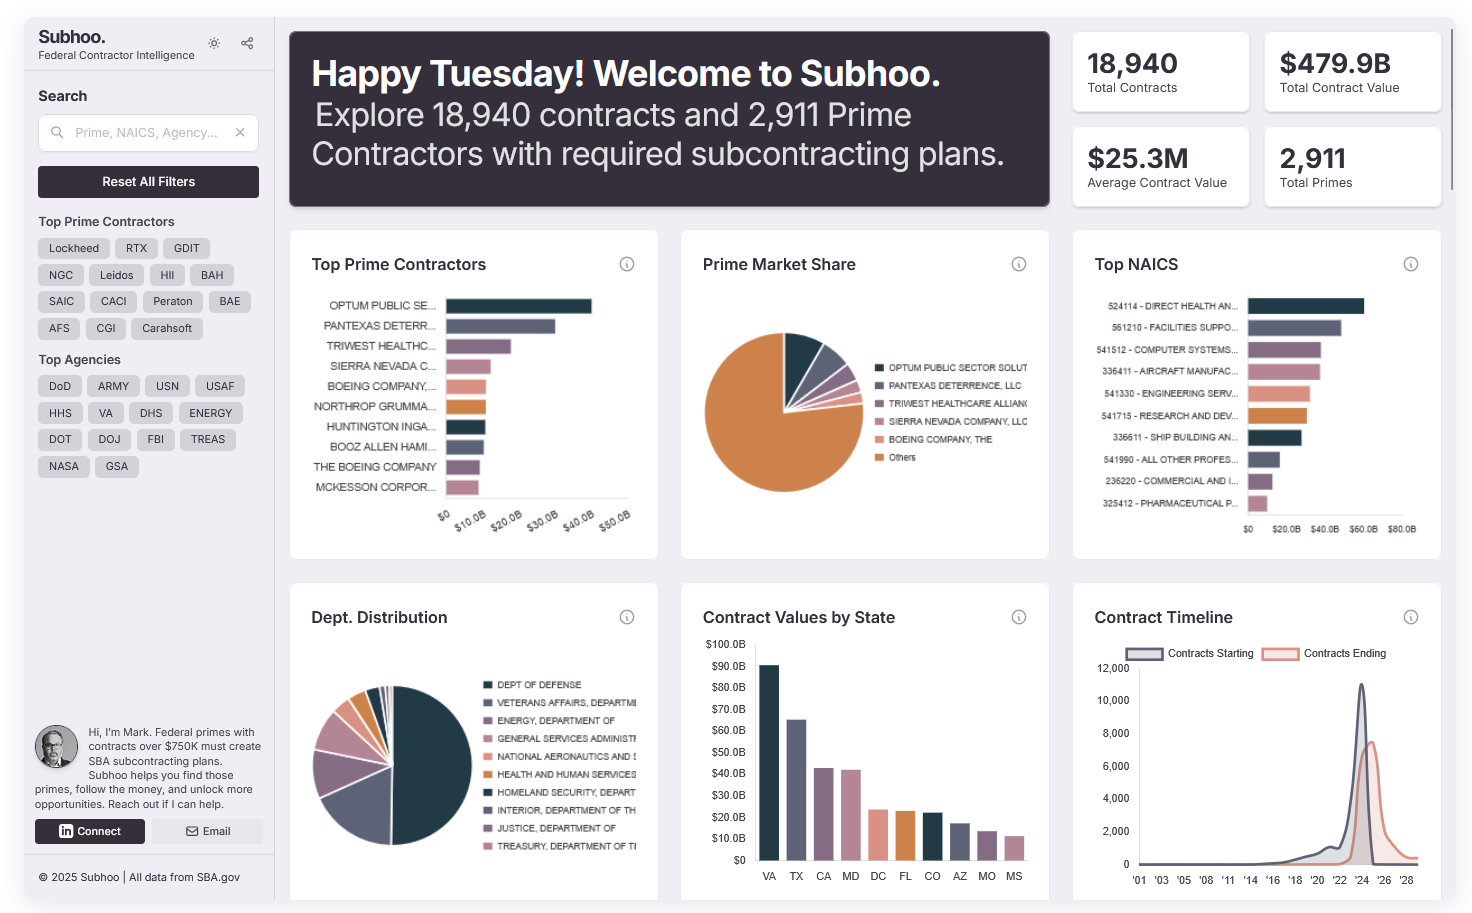 Subhoo.
Federal Contractor Intelligence
Search
Prime, NAICS, Agency...
Reset All Filters
Top Prime Contractors
Lockheed RTX GDIT
NGC Leidos HII BAH
SAIC CACI Peraton BAE
AFS CGI Carahsoft
Top Agencies
DoD ARMY USN USAF
HHS VA DHS ENERGY
DOT DOJ FBI TREAS
NASA GSA
Hi, I'm Mark. Federal primes with
contracts over $750K must create
SBA subcontracting plans.
Subhoo helps you find those
primes, follow the money, and unlock more
opportunities. Reach out if I can help.
in Connect Email
© 2025 Subhoo | All data from SBA.gov
Happy Tuesday! Welcome to Subhoo.
Explore 18,940 contracts and 2,911 Prime
Contractors with required subcontracting plans.
18,940
Total Contracts
$479.9B
Total Contract Value
$25.3M
Average Contract Value
2,911
Total Primes
Top Prime Contractors
OPTUM PUBLIC SE...
PANTEXAS DETERR...
TRIWEST HEALTHC...
SIERRA NEVADA C...
BOEING COMPANY,...
NORTHROP GRUMMA...
HUNTINGTON INGA...
BOOZ ALLEN HAMI...
THE BOEING COMPANY
MCKESSON CORPOR...
$0 $10.0B $20.0B $30.0B $40.0B $50.0B
Prime Market Share
OPTUM PUBLIC SECTOR SOLUT
PANTEXAS DETERRENCE, LLC
TRIWEST HEALTHCARE ALLIANC
SIERRA NEVADA COMPANY, LLC
BOEING COMPANY, THE
Others
Top NAICS
524114 - DIRECT HEALTH AN...
561210 - FACILITIES SUPPO...
541512 - COMPUTER SYSTEMS...
336411 - AIRCRAFT MANUFAC...
541330 - ENGINEERING SERV...
541715 - RESEARCH AND DEV...
336611 - SHIP BUILDING AN...
541990 - ALL OTHER PROFES...
236220 - COMMERCIAL AND I...
325412 - PHARMACEUTICAL P...
$0 $20.0B $40.0B $60.0B $80.0B
Dept. Distribution
DEPT OF DEFENSE
VETERANS AFFAIRS, DEPARTME
ENERGY, DEPARTMENT OF
GENERAL SERVICES ADMINISTR
NATIONAL AERONAUTICS AND S
HEALTH AND HUMAN SERVICES
HOMELAND SECURITY, DEPART
INTERIOR, DEPARTMENT OF TH
JUSTICE, DEPARTMENT OF
TREASURY, DEPARTMENT OF TH
Contract Values by State
$100.0B
$90.0B
$80.0B
$70.0B
$60.0B
$50.0B
$40.0B
$30.0B
$20.0B
$10.0B
$0
VA TX CA MD DC FL CO AZ MO MS
Contract Timeline
Contracts Starting Contracts Ending
12,000
10,000
8,000
6,000
4,000
2,000
0
'01 '03 '05 '08 '11 '14 '16 '18 '20 '22 '24 '26 '28